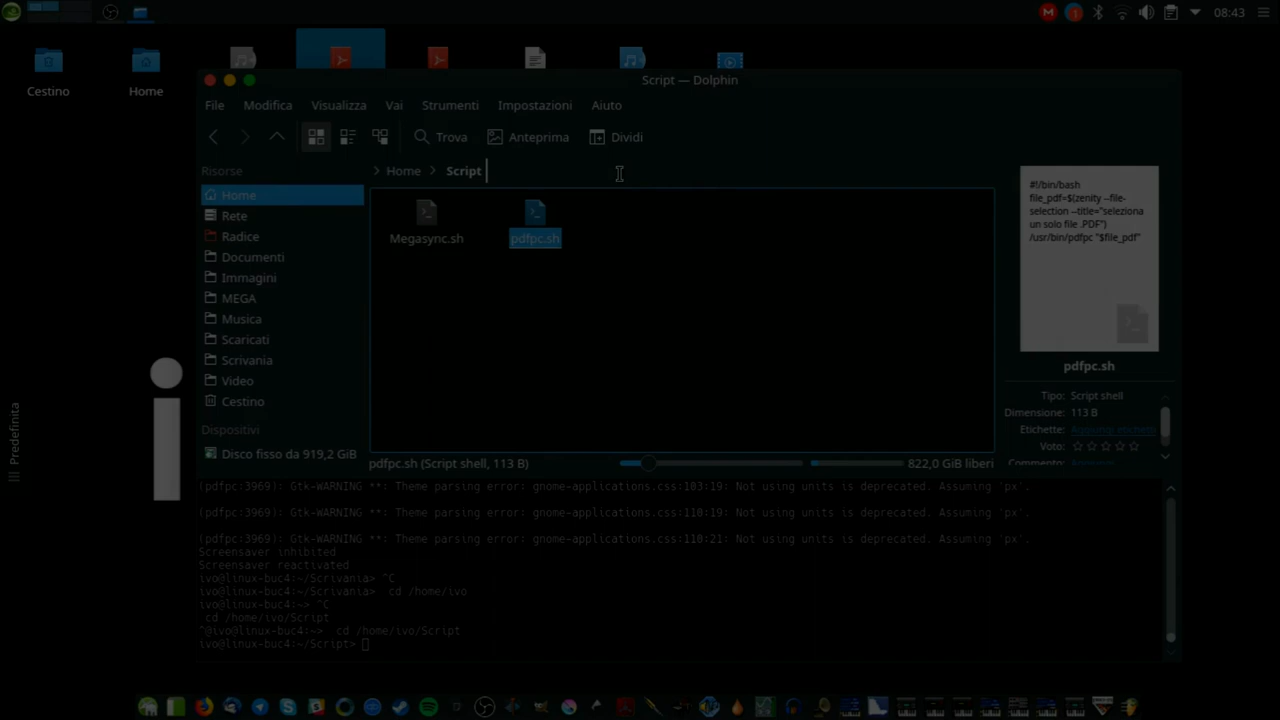 08:43
Cestino
Home
Script — Dolphin
File Modifica Visualizza Vai Strumenti Impostazioni Aiuto
Trova Anteprima Dividi
Risorse
Home
Rete
Radice
Documenti
Immagini
MEGA
Musica
Scaricati
Scrivania
Video
Cestino
Dispositivi
Disco fisso da 919,2 GiB
Home Script
Megasync.sh
pdfpc.sh
pdfpc.sh (Script shell, 113 B)
822,0 GiB liberi
#!/bin/bash
file_pdf=$(zenity --file-
selection --title="seleziona
un solo file .PDF")
/usr/bin/pdfpc "$file_pdf"
pdfpc.sh
Tipo: Script shell
Dimensione: 113 B
Etichette: Aggiungi etichette
Voto:
Commento:
Predefinita
(pdfpc:3969): Gtk-WARNING **: Theme parsing error: gnome-applications.css:103:19: Not using units is deprecated. Assuming 'px'.
(pdfpc:3969): Gtk-WARNING **: Theme parsing error: gnome-applications.css:110:19: Not using units is deprecated. Assuming 'px'.
(pdfpc:3969): Gtk-WARNING **: Theme parsing error: gnome-applications.css:110:21: Not using units is deprecated. Assuming 'px'.
Screensaver inhibited
Screensaver reactivated
ivo@linux-buc4:~/Scrivania> ^C
ivo@linux-buc4:~/Scrivania>  cd /home/ivo
ivo@linux-buc4:~> ^C
cd /home/ivo/Script
^@ivo@linux-buc4:~>  cd /home/ivo/Script
ivo@linux-buc4:~/Script>